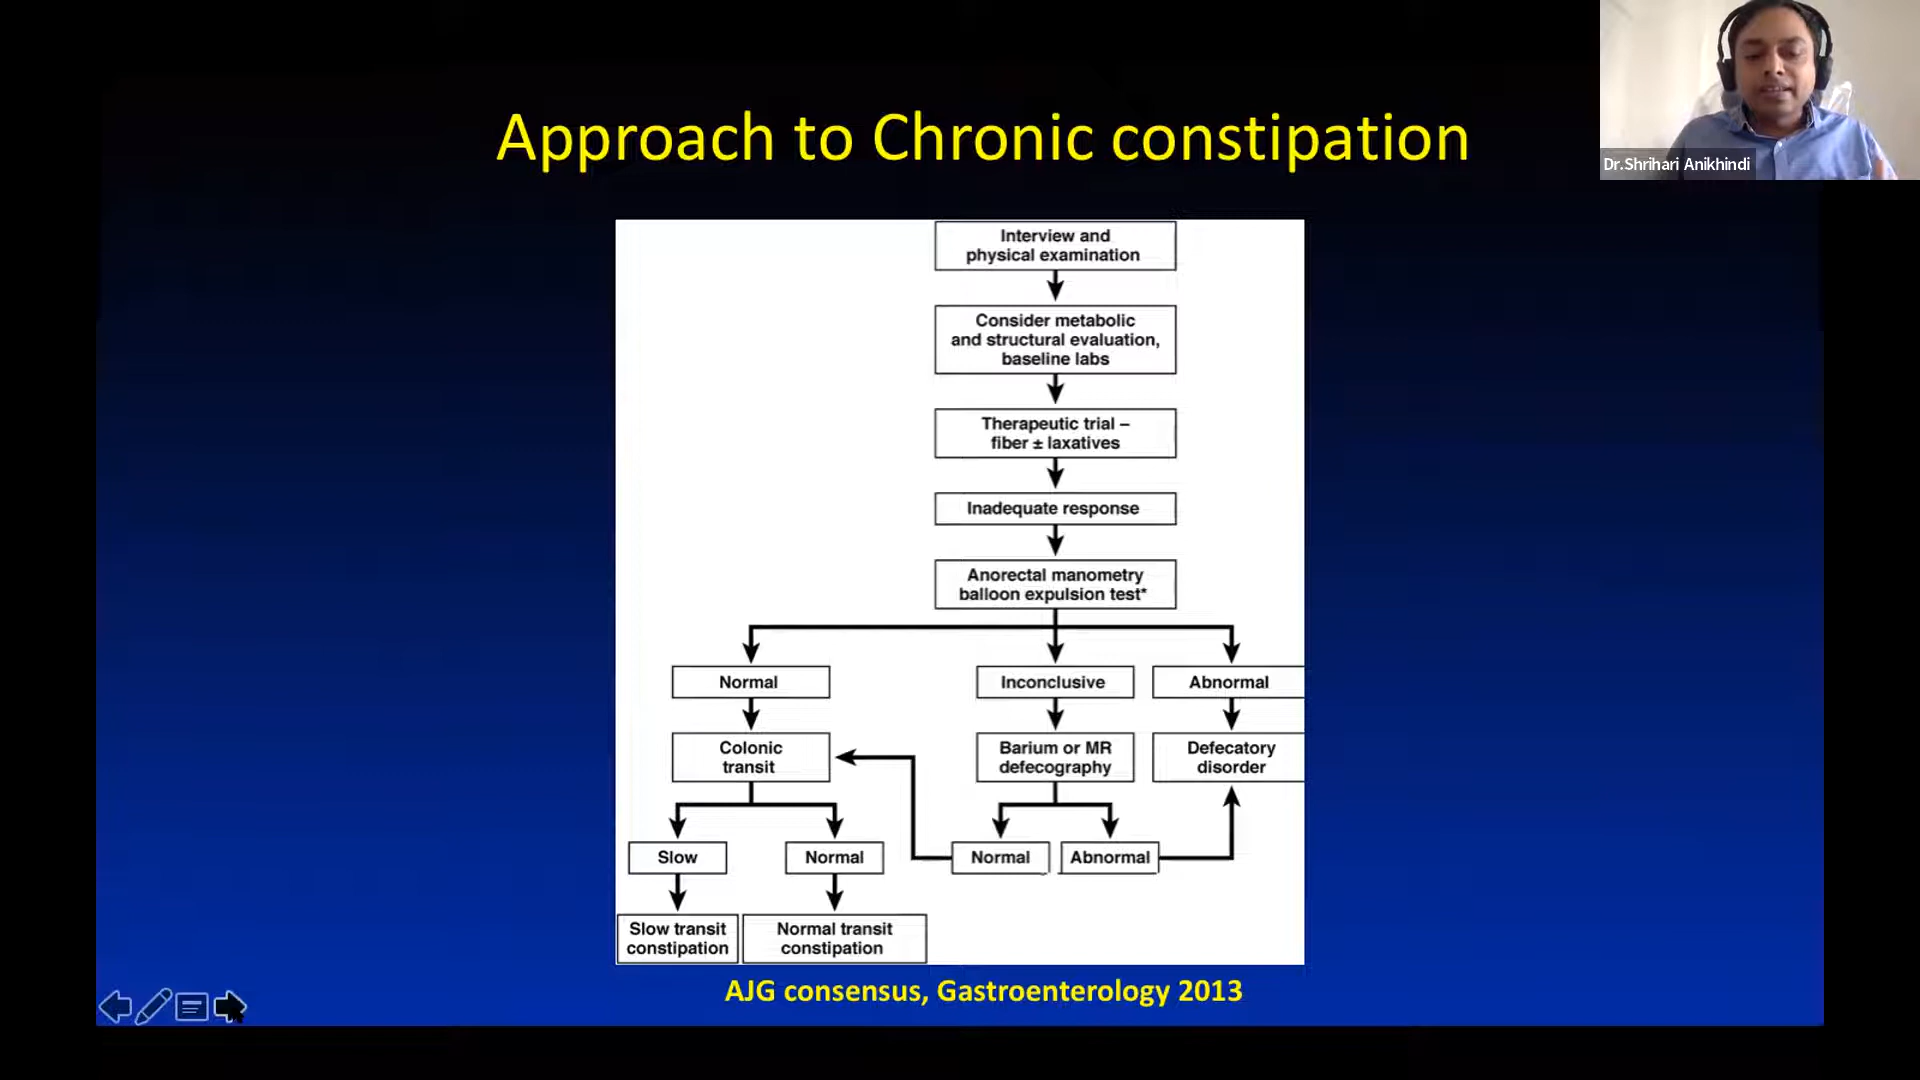 Approach to Chronic constipation
Dr.Shrihari Anikhindi
Interview and
physical examination
Consider metabolic
and structural evaluation,
baseline labs
Therapeutic trial –
fiber ± laxatives
Inadequate response
Anorectal manometry
balloon expulsion test*
Normal
Inconclusive
Abnormal
Colonic
transit
Barium or MR
defecography
Defecatory
disorder
Slow
Normal
Normal
Abnormal
Slow transit
constipation
Normal transit
constipation
AJG consensus, Gastroenterology 2013